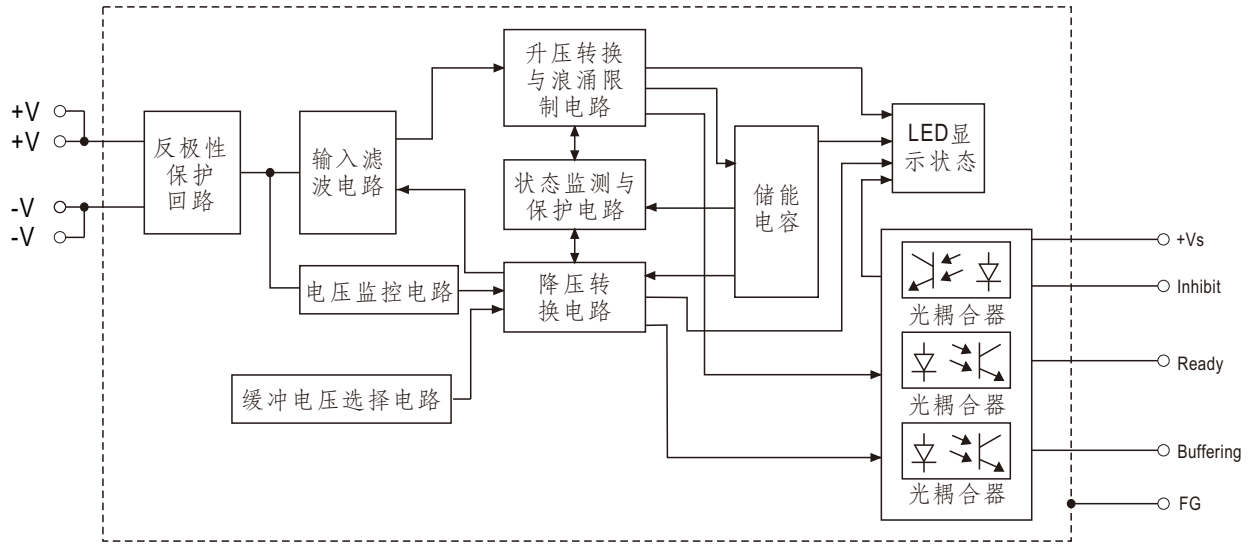 +V
+V
-V
-V
反极性
保护
回路
输入滤
波电路
电压监控电路
缓冲电压选择电路
升压转换
与浪涌限
制电路
状态监测与
保护电路
降压转
换电路
储能
电容
LED显
示状态
光耦合器
光耦合器
光耦合器
+Vs
Inhibit
Ready
Buffering
FG